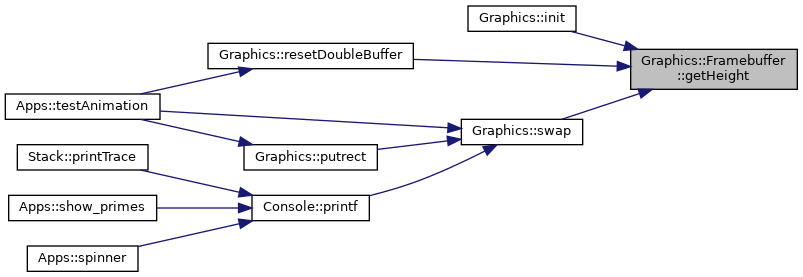 Graphics::init
Graphics::resetDoubleBuffer
Graphics::Framebuffer
::getHeight
Apps::testAnimation
Graphics::swap
Stack::printTrace
Graphics::putrect
Apps::show_primes
Console::printf
Apps::spinner